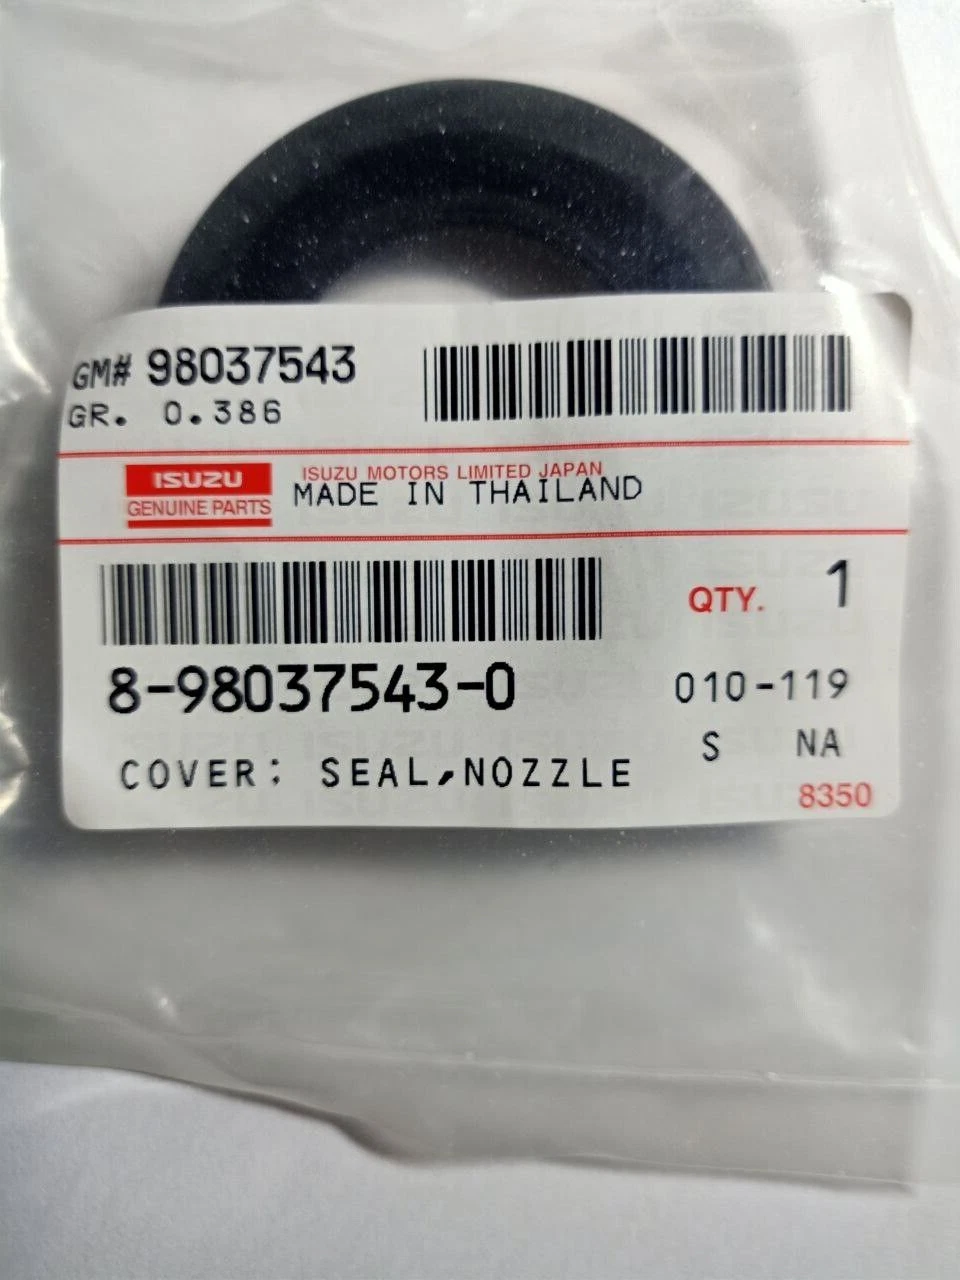 GM# 98037543
GR. 0.386
ISUZU
GENUINE PARTS
ISUZU MOTORS LIMITED JAPAN
MADE IN THAILAND
QTY. 1
8-98037543-0
010-119
S NA
COVER; SEAL,NOZZLE
8350